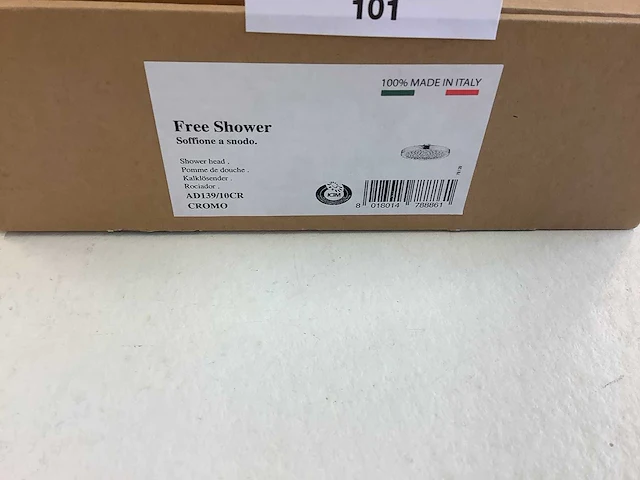 101
100% MADE IN ITALY
Free Shower
Soffione a snodo.
Shower head .
Pomme de douche .
Kalklösender .
Rociador .
AD139/10CR
CROMO
8 016014 788861